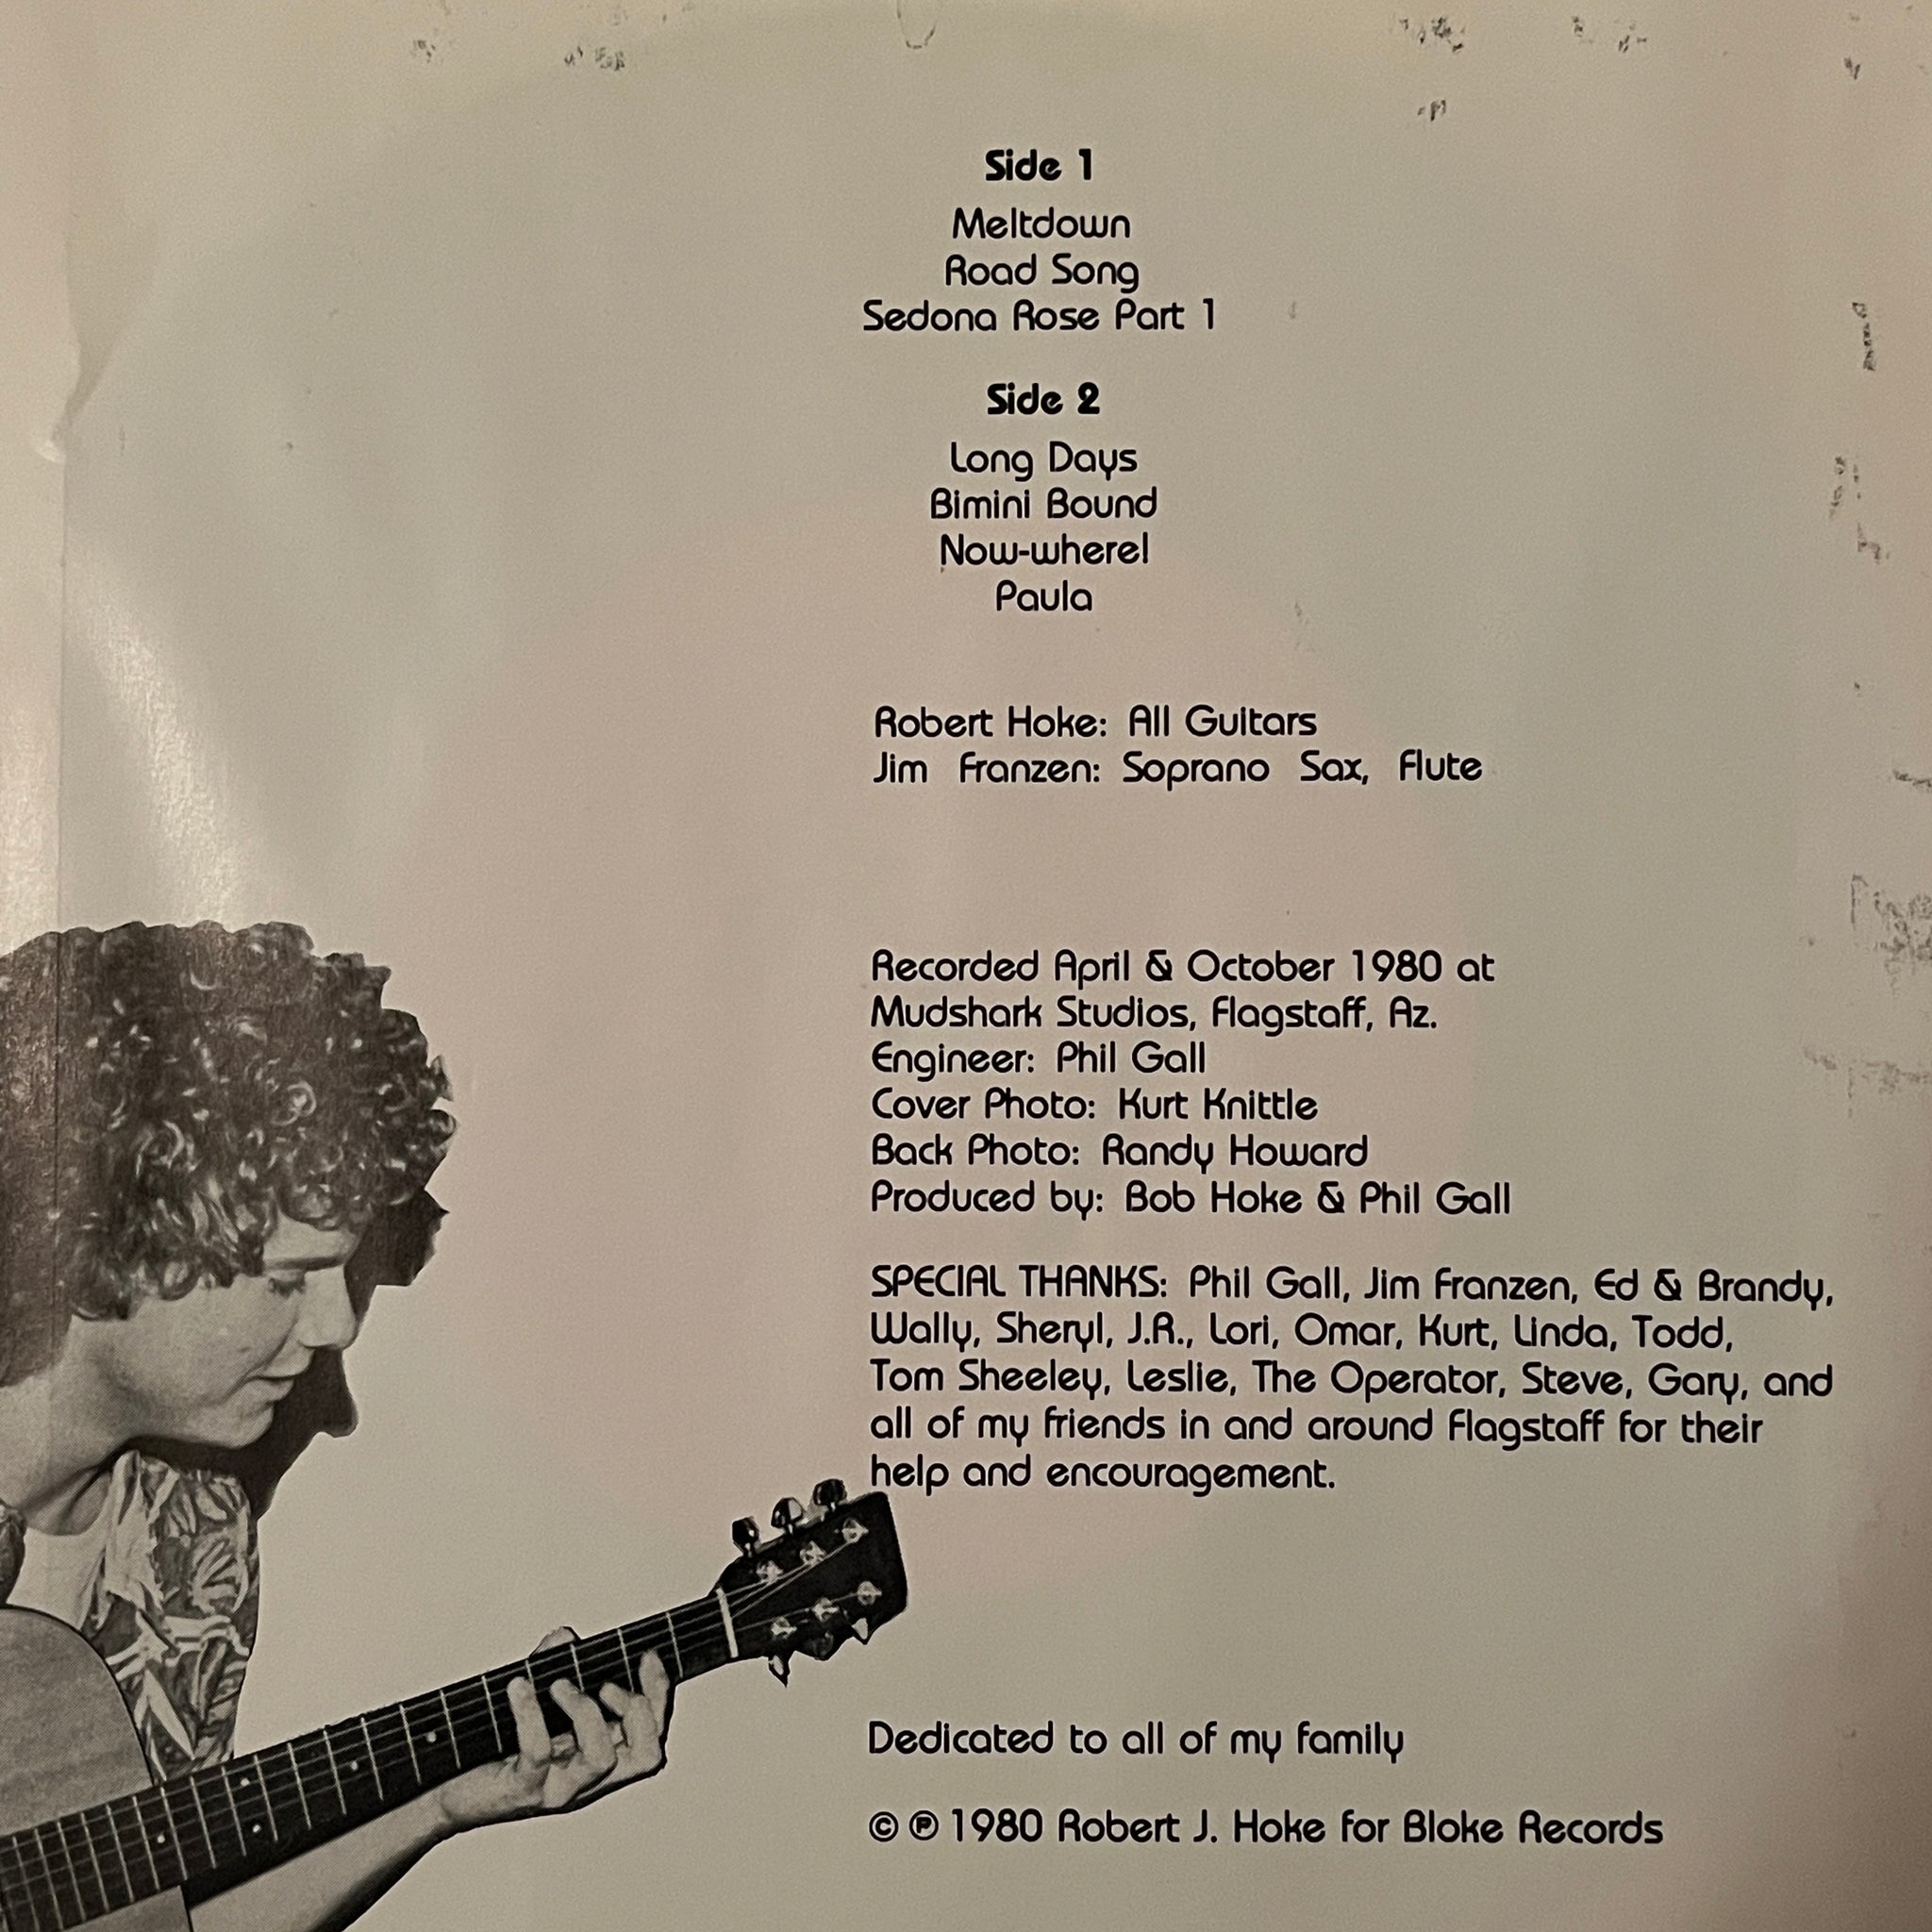 Side 1
Meltdown
Road Song
Sedona Rose Part 1
Side 2
Long Days
Bimini Bound
Now-where!
Paula
Robert Hoke: All Guitars
Jim Franzen: Soprano Sax, Flute
Recorded April & October 1980 at
Mudshark Studios, Flagstaff, Az.
Engineer: Phil Gall
Cover Photo: Kurt Knittle
Back Photo: Randy Howard
Produced by: Bob Hoke & Phil Gall
SPECIAL THANKS: Phil Gall, Jim Franzen, Ed & Brandy,
Wally, Sheryl, J.R., Lori, Omar, Kurt, Linda, Todd,
Tom Sheeley, Leslie, The Operator, Steve, Gary, and
all of my friends in and around Flagstaff for their
help and encouragement.
Dedicated to all of my family
© ℗ 1980 Robert J. Hoke for Bloke Records